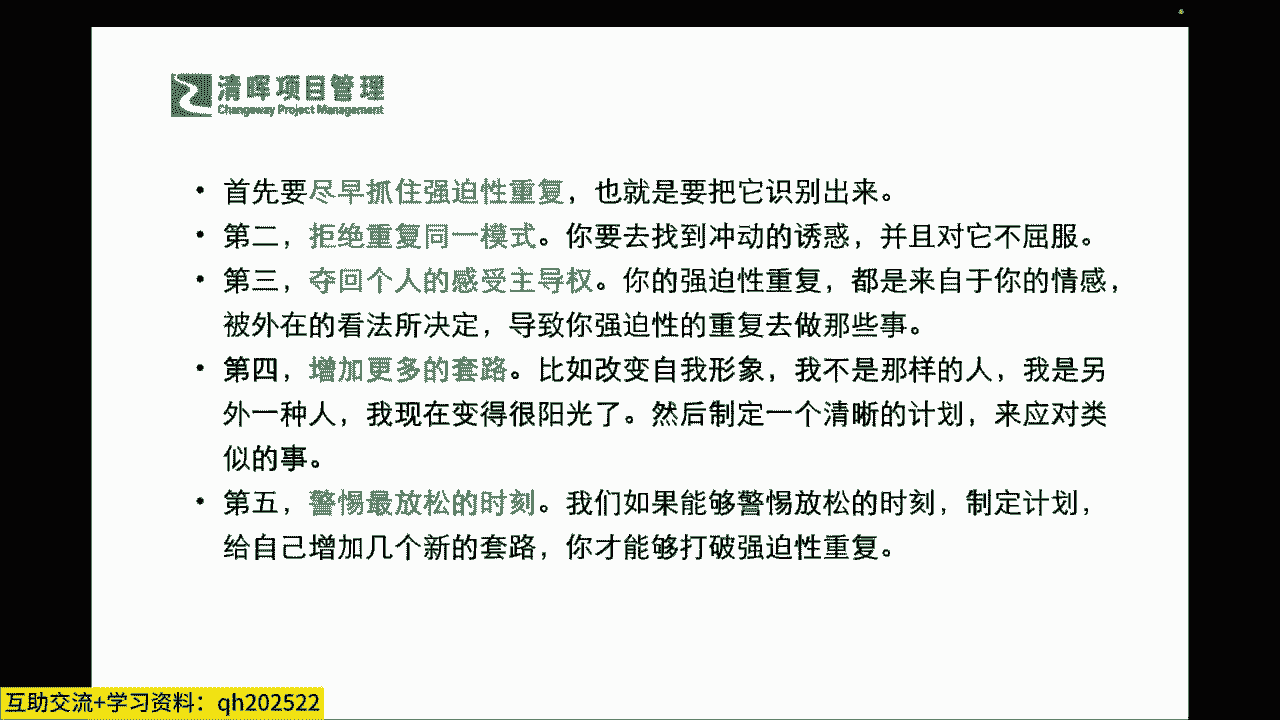 清晖项目管理
Changeway Project Management
• 首先要尽早抓住强迫性重复，也就是要把它识别出来。
• 第二，拒绝重复同一模式。你要去找到冲动的诱惑，并且对它不屈服。
• 第三，夺回个人的感受主导权。你的强迫性重复，都是来自于你的情感，
被外在的看法所决定，导致你强迫性的重复去做那些事。
• 第四，增加更多的套路。比如改变自我形象，我不是那样的人，我是另
外一种人，我现在变得很阳光了。然后制定一个清晰的计划，来应对类
似的事。
• 第五，警惕最放松的时刻。我们如果能够警惕放松的时刻，制定计划，
给自己增加几个新的套路，你才能够打破强迫性重复。
互助交流+学习资料：qh202522